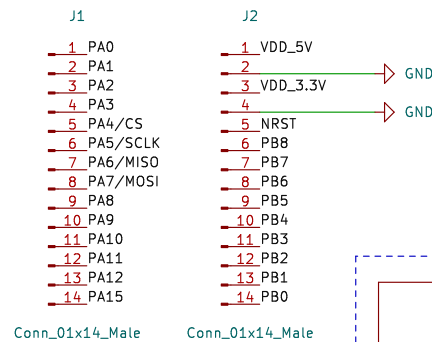 J1
1 PA0
2 PA1
3 PA2
4 PA3
5 PA4/CS
6 PA5/SCLK
7 PA6/MISO
8 PA7/MOSI
9 PA8
10 PA9
11 PA10
12 PA11
13 PA12
14 PA15
Conn_01x14_Male
J2
1 VDD_5V
2 GND
3 VDD_3.3V
4 GND
5 NRST
6 PB8
7 PB7
8 PB6
9 PB5
10 PB4
11 PB3
12 PB2
13 PB1
14 PB0
Conn_01x14_Male